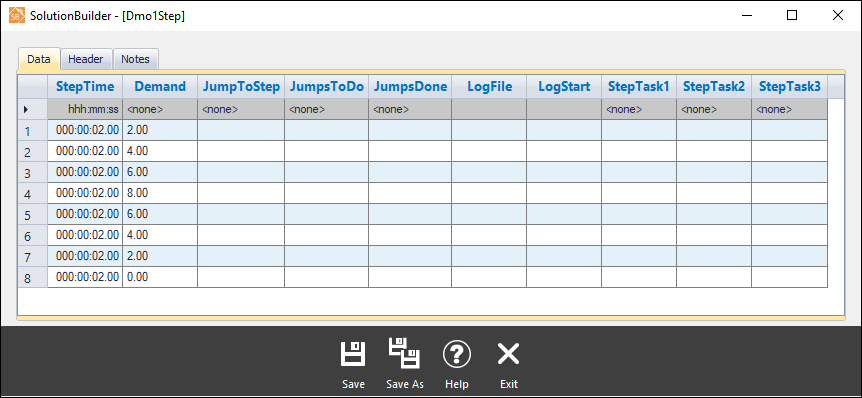 SB
SolutionBuilder - [Dmo1Step]
Data Header Notes
StepTime Demand JumpToStep JumpsToDo JumpsDone LogFile LogStart StepTask1 StepTask2 StepTask3
hhh:mm:ss <none> <none> <none> <none> <none> <none> <none>
1 000:00:02.00 2.00
2 000:00:02.00 4.00
3 000:00:02.00 6.00
4 000:00:02.00 8.00
5 000:00:02.00 6.00
6 000:00:02.00 4.00
7 000:00:02.00 2.00
8 000:00:02.00 0.00
Save Save As Help Exit